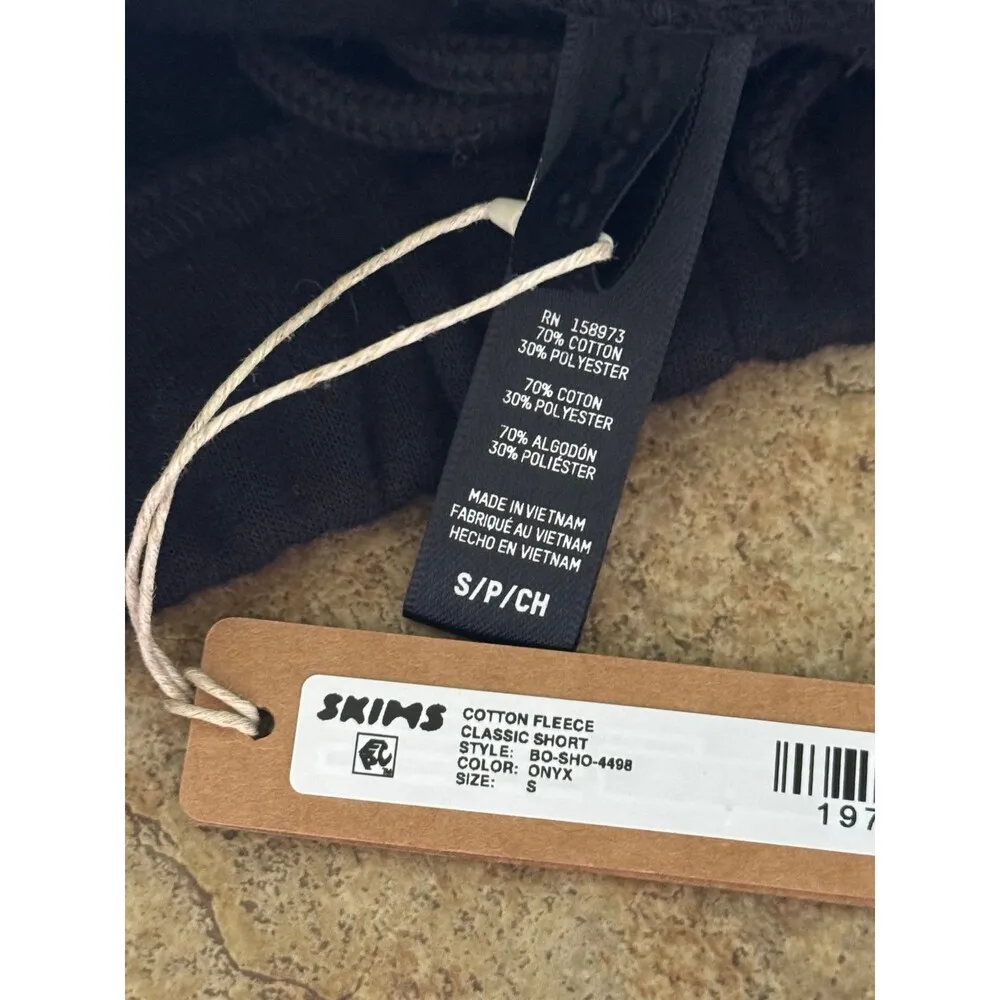 RN 158973
70% COTTON
30% POLYESTER
70% COTON
30% POLYESTER
70% ALGODÓN
30% POLIÉSTER
MADE IN VIETNAM
FABRIQUÉ AU VIETNAM
HECHO EN VIETNAM
S/P/CH
SKIMS
COTTON FLEECE
CLASSIC SHORT
STYLE: BO-SHO-4498
COLOR: ONYX
SIZE: S
197